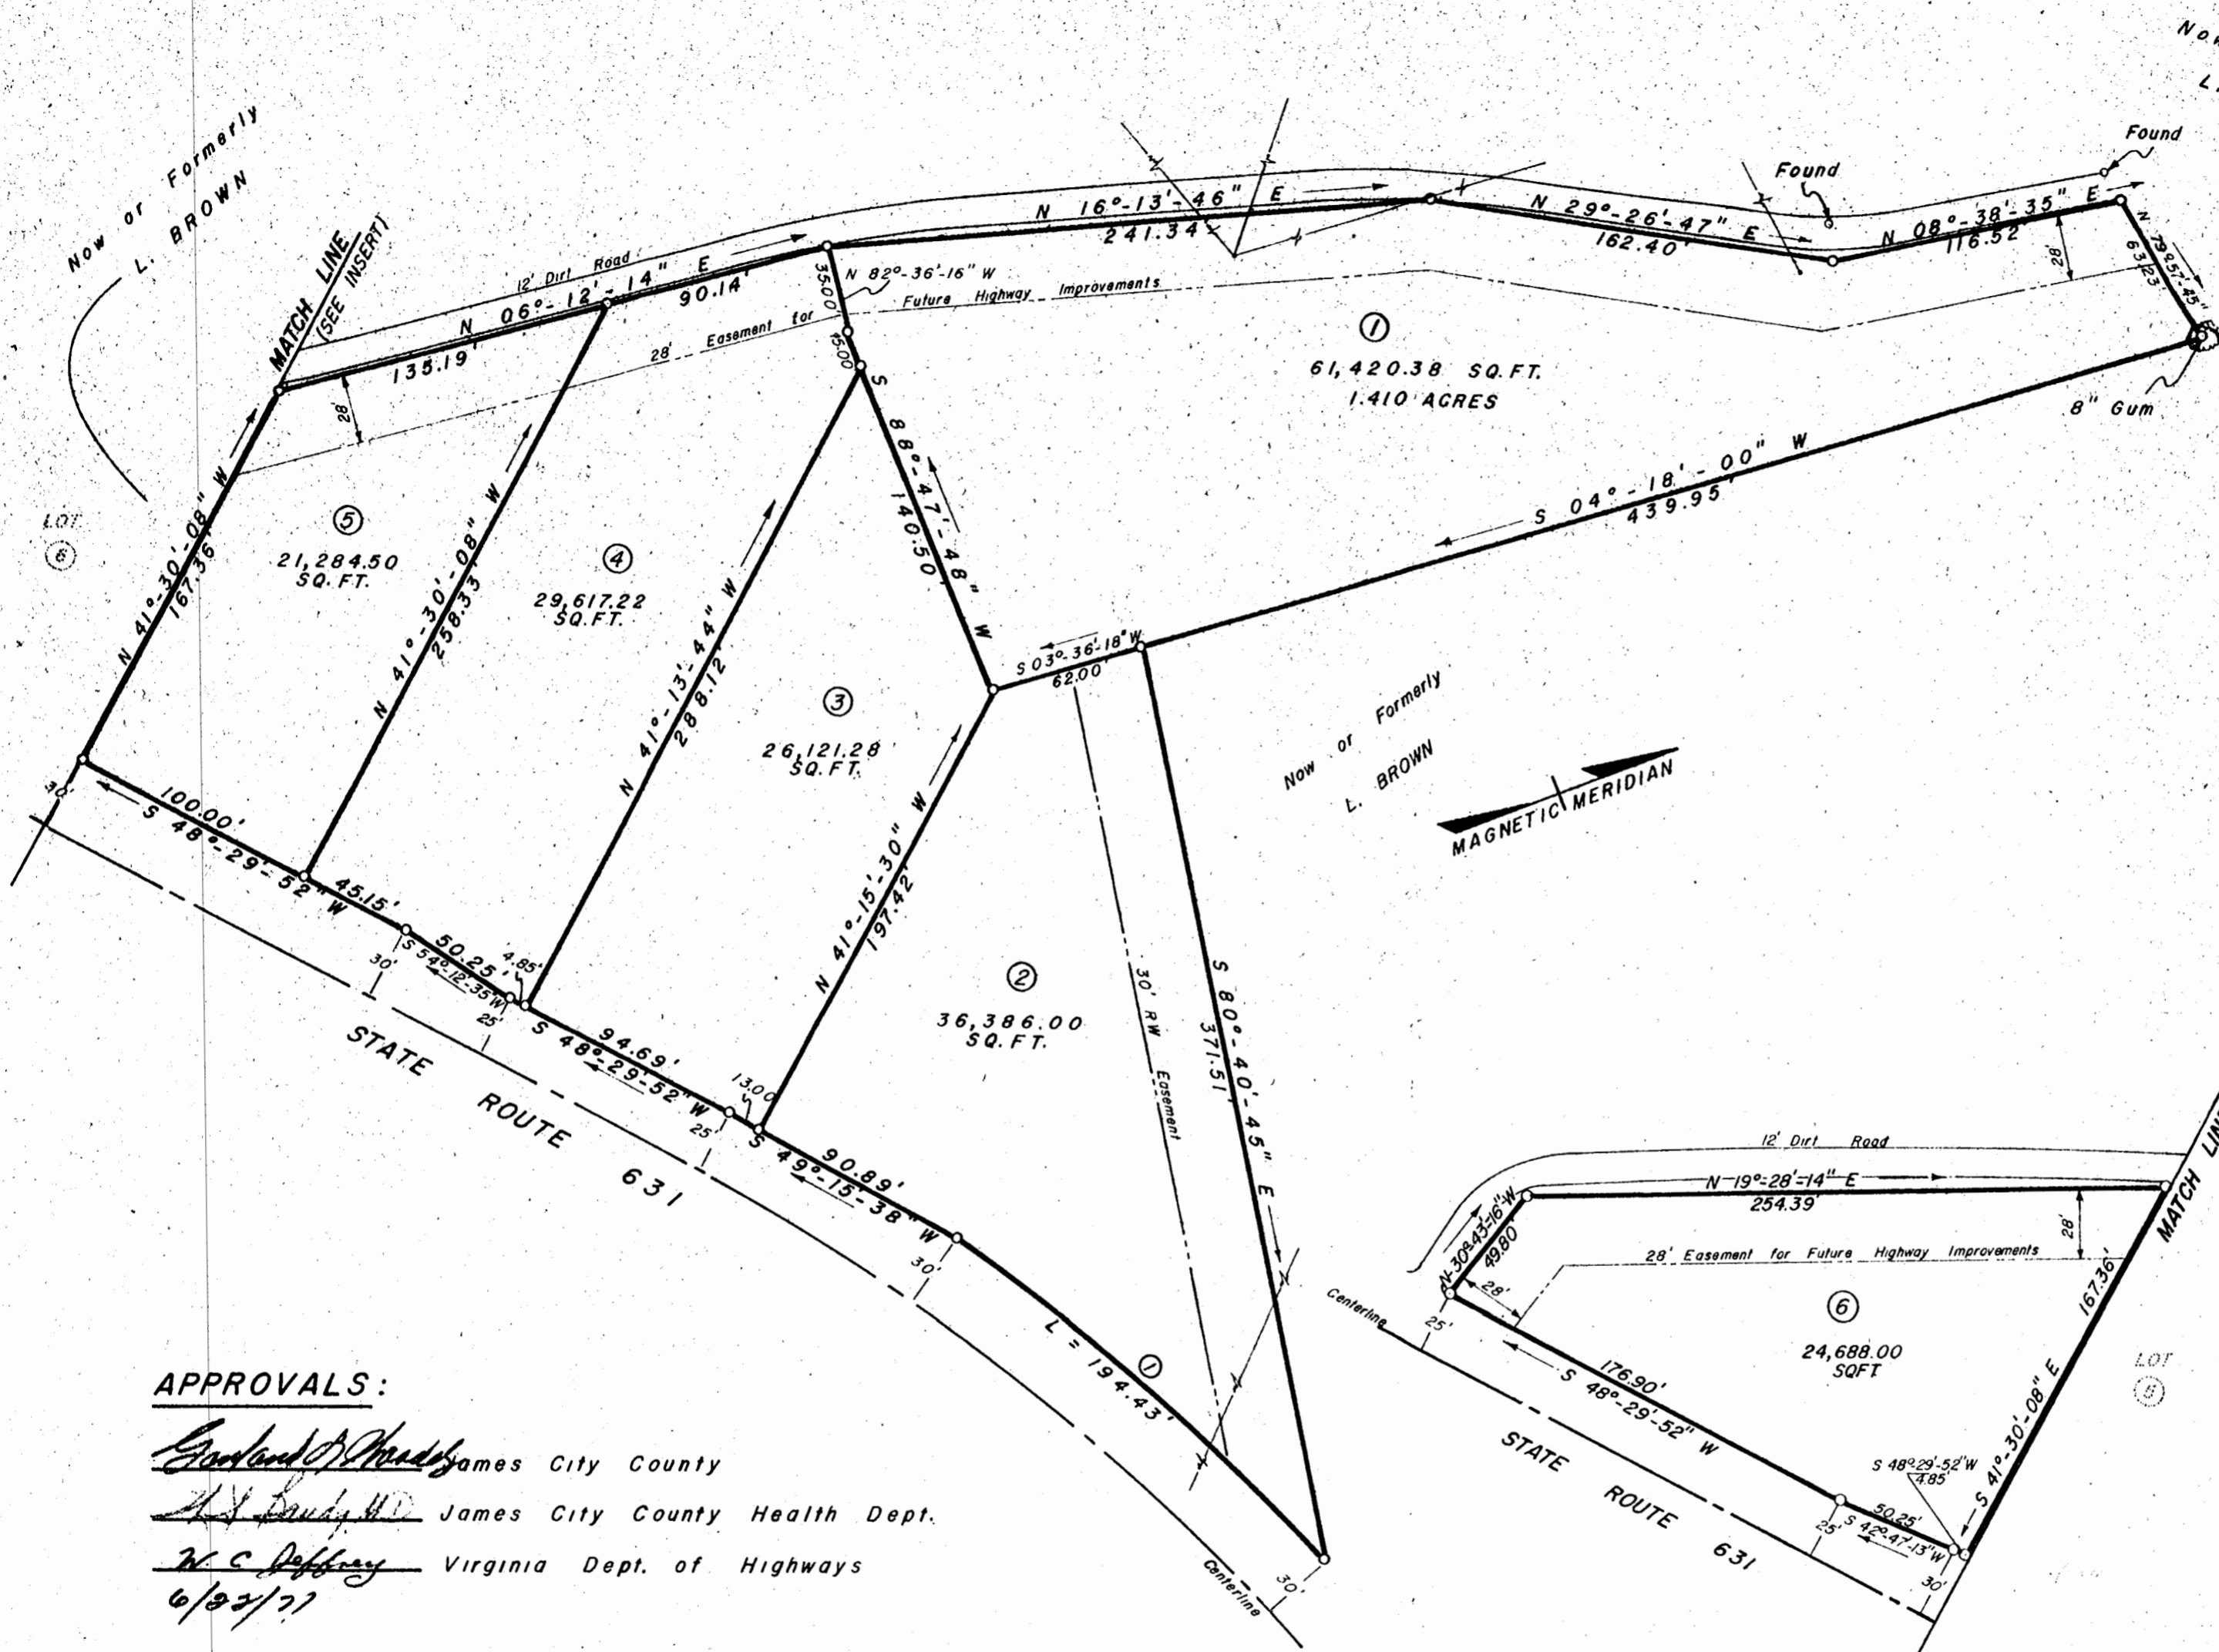 Now or Formerly
L. BROWN
MATCH LINE
(SEE INSERT)
12' Dirt Road
N 06°-12'-14" E
135.19'
90.14'
28'
N 16°-13'-46" E
241.34'
N 29°-26'-47" E
162.40'
N 08°-38'-35" E
116.52'
Found
Found
28'
N 79°-57'-45" E
63.23'
8" Gum
35.00'
N 82°-36'-16" W
15.00'
28' Easement for Future Highway Improvements
1
61,420.38 SQ.FT.
1.410 ACRES
S 04°-18'-00" W
439.95'
S 88°-47'-48" W
140.50'
S 03°-36'-18" W
62.00'
LOT
6
N 41°-30'-08" W
167.36'
5
21,284.50
SQ. FT.
N 41°-30'-08" W
258.33'
4
29,617.22
SQ.FT.
N 41°-13'-44" W
288.12'
3
26,121.28
SQ. FT.
N 41°-15'-30" W
197.42'
2
36,386.00
SQ. FT.
30' RW Easement
S 80°-40'-45" E
371.51'
Now or Formerly
L. BROWN
MAGNETIC MERIDIAN
30'
100.00'
S 48°-29'-52" W
45.15'
30'
50.25'
S 54°-12'-35" W
4.85'
25'
94.69'
S 48°-29'-52" W
13.00'
25'
90.89'
S 49°-15'-38" W
30'
L = 194.43'
1
STATE ROUTE 631
Centerline
30'
12' Dirt Road
N 19°-28'-14" E
254.39'
MATCH
N 30°-43'-16" W
49.80'
28'
28' Easement for Future Highway Improvements
28'
167.36'
6
24,688.00
SQFT
S 41°-30'-08" E
LOT
5
Centerline
25'
176.90'
S 48°-29'-52" W
S 48°-29'-52" W
4.85'
50.25'
S 42°-47'-13" W
25'
30'
STATE ROUTE 631
APPROVALS:
James City County
James City County Health Dept.
Virginia Dept. of Highways
6/22/77